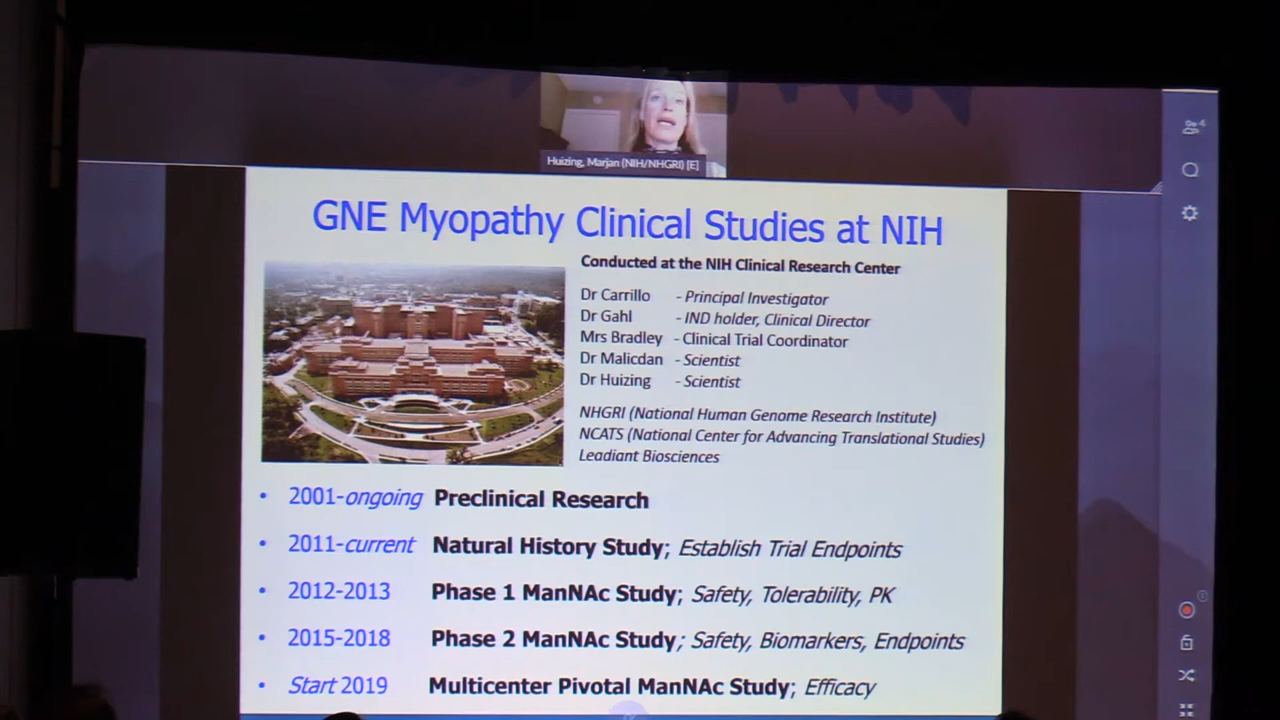 4
Huizing, Marjan (NIH/NHGRI) [E]
GNE Myopathy Clinical Studies at NIH
Conducted at the NIH Clinical Research Center
Dr Carrillo - Principal Investigator
Dr Gahl - IND holder, Clinical Director
Mrs Bradley - Clinical Trial Coordinator
Dr Malicdan - Scientist
Dr Huizing - Scientist
NHGRI (National Human Genome Research Institute)
NCATS (National Center for Advancing Translational Studies)
Leadiant Biosciences
• 2001-ongoing Preclinical Research
• 2011-current Natural History Study; Establish Trial Endpoints
• 2012-2013 Phase 1 ManNAc Study; Safety, Tolerability, PK
• 2015-2018 Phase 2 ManNAc Study; Safety, Biomarkers, Endpoints
• Start 2019 Multicenter Pivotal ManNAc Study; Efficacy